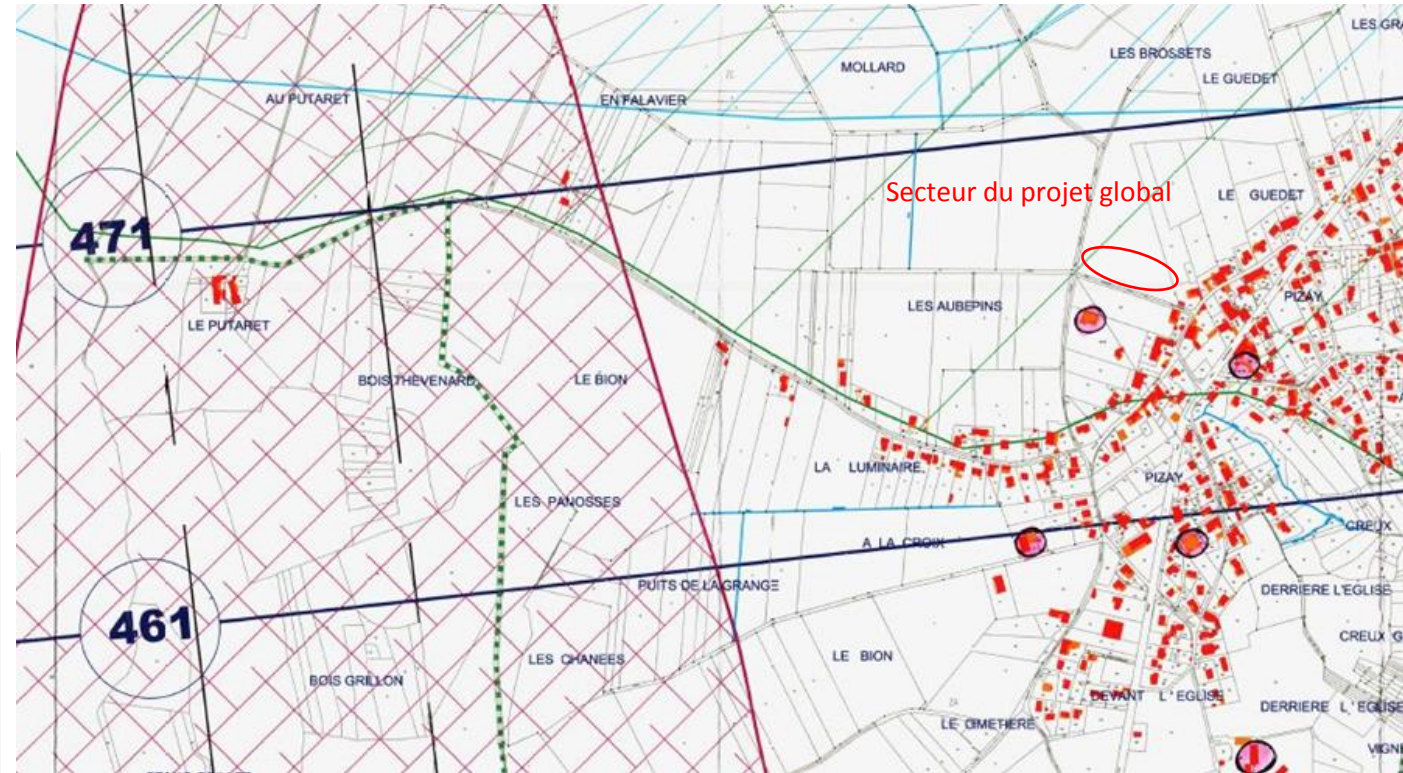 LES GRA
LES BROSSETS
MOLLARD
LE GUEDET
AU PUTARET
EN FALAVIER
Secteur du projet global
LE GUEDET
471
LES AUBEPINS
PIZAY
LE PUTARET
BOIS THEVENARD
LE BION
LA LUMINAIRE
PIZAY
LES PANOSSES
CREUX
A LA CROIX
PUITS DE LA GRANGE
DERRIERE L'EGLISE
461
CREUX G
LES CHANEES
LE BION
BOIS GRILLON
DEVANT L'EGLISE
DERRIERE L'EGLISE
LE CIMETIERE
VIGNE